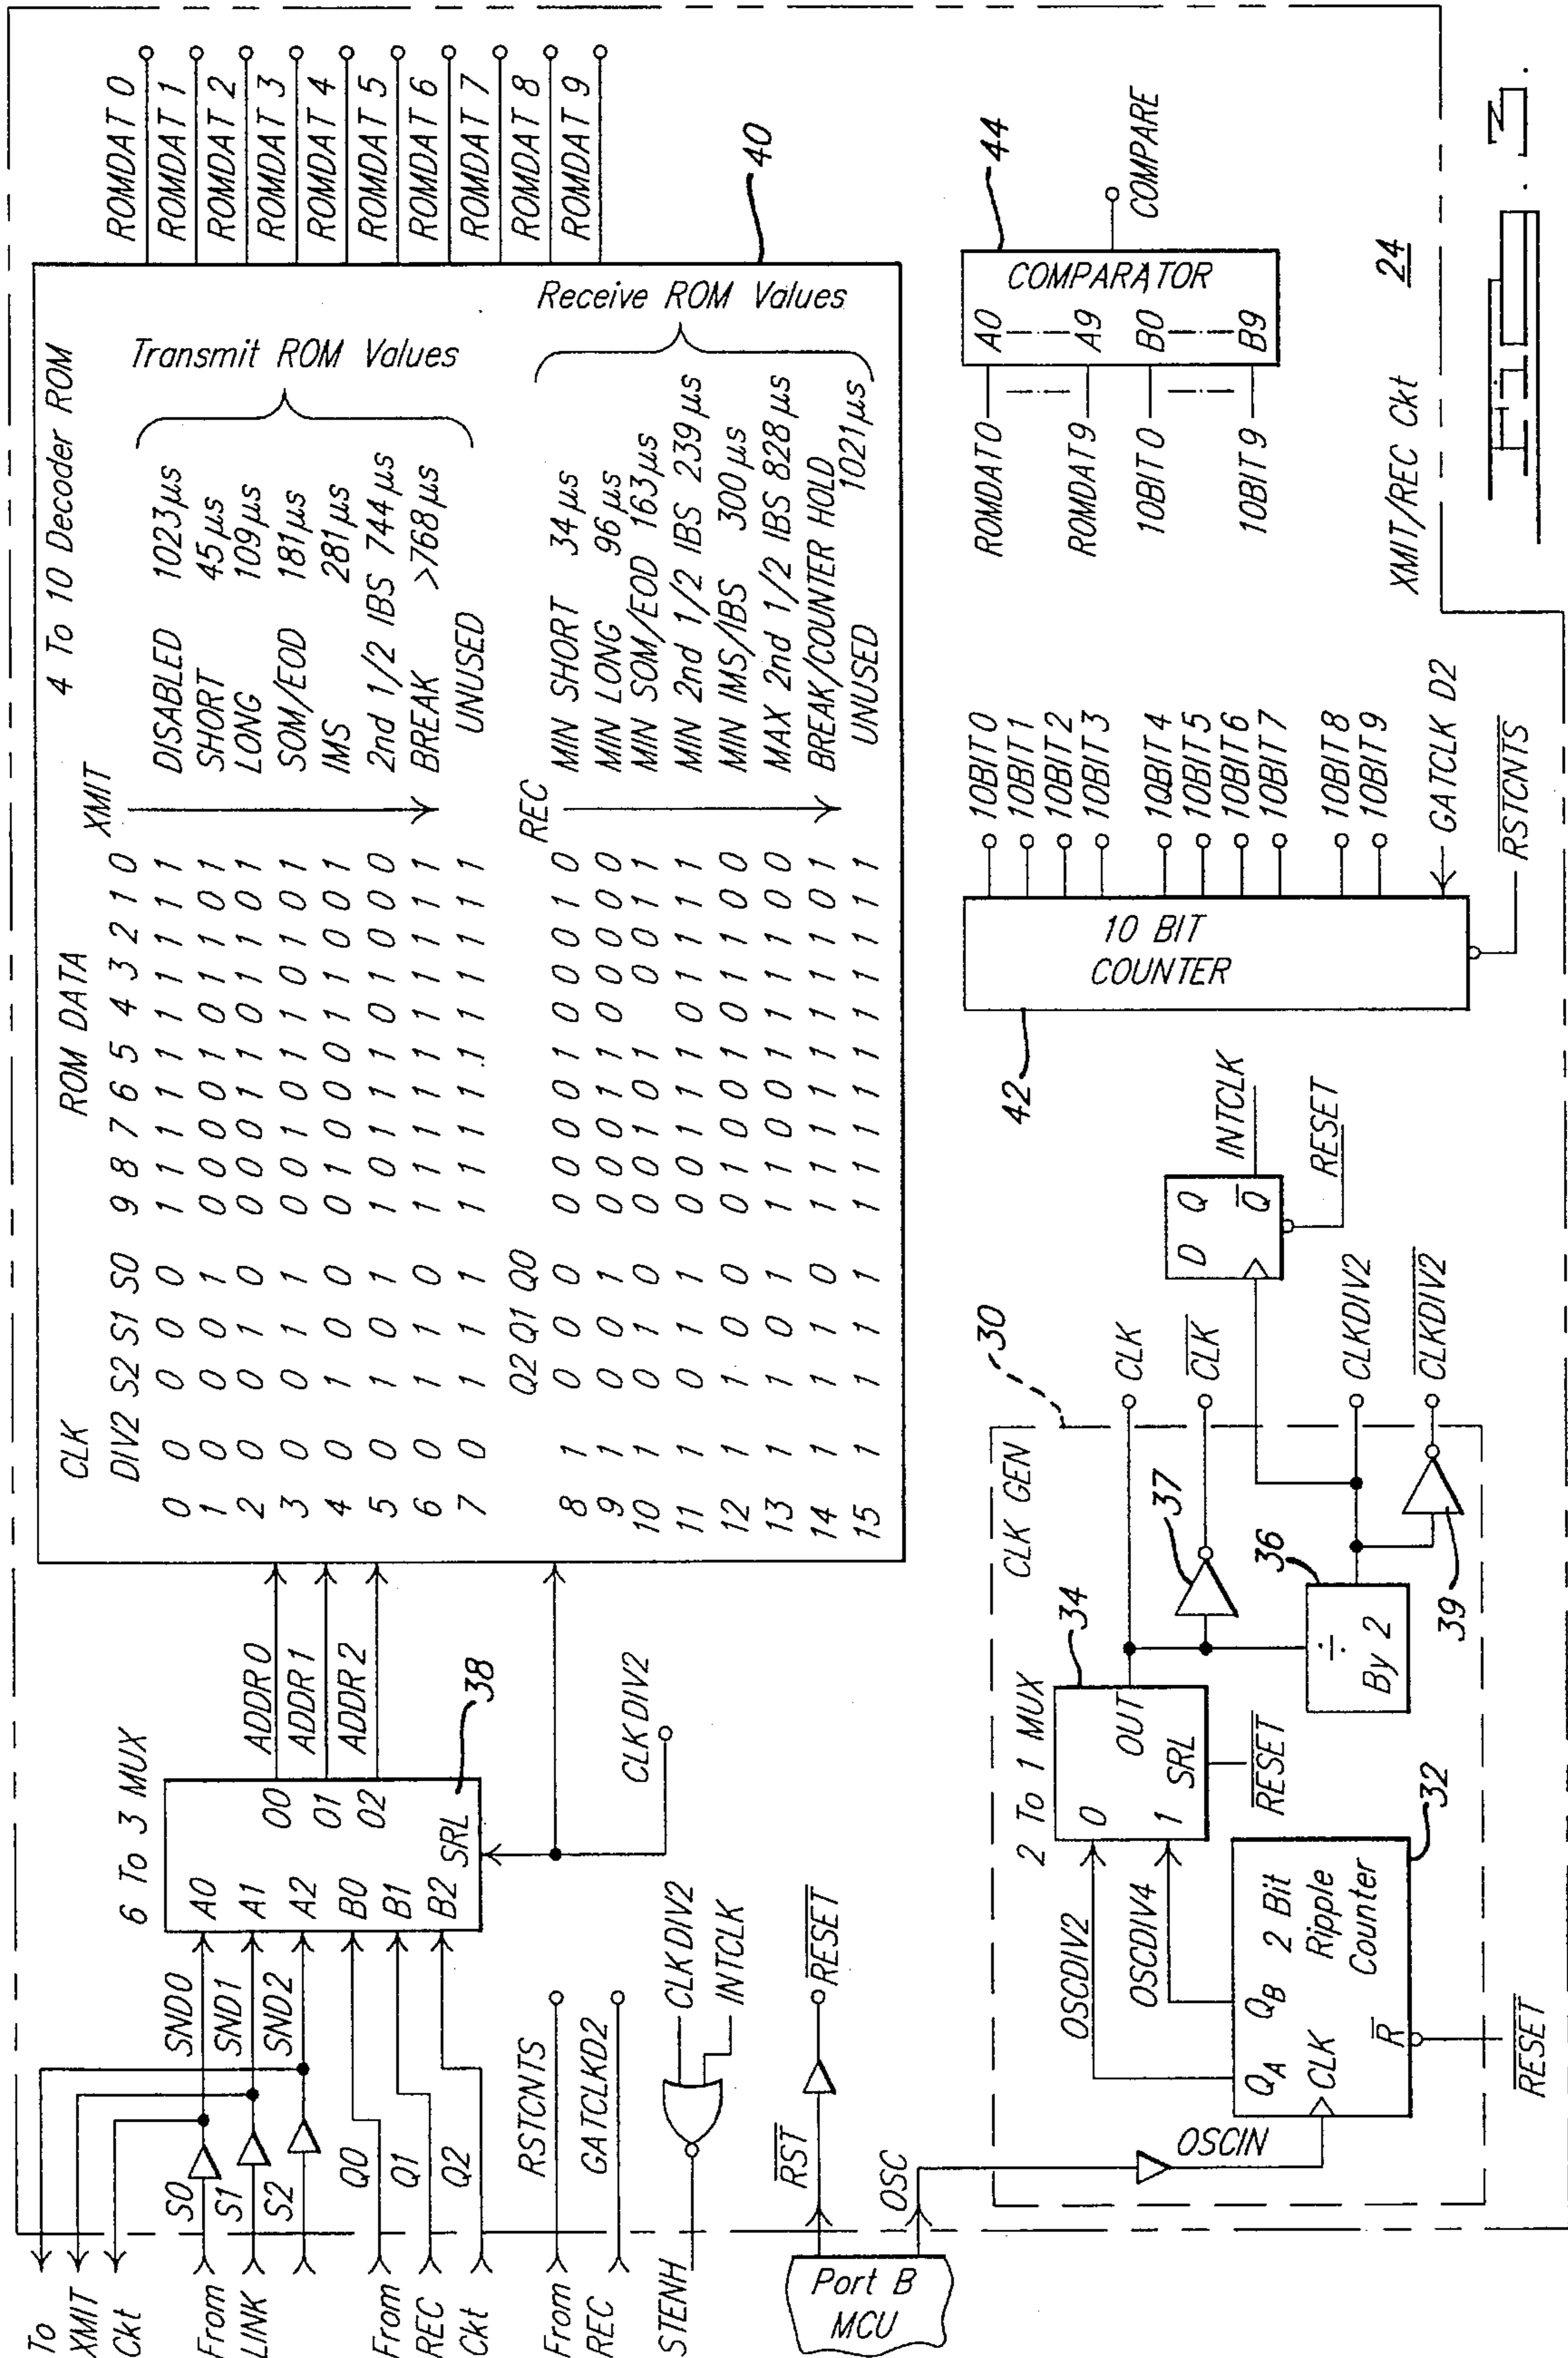 4 To 10 Decoder ROM
CLK
ROM DATA
XMIT
DIV2 S2 S1 S0 9 8 7 6 5 4 3 2 1 0
0 0 0 0 0 1 1 1 1 1 1 1 1 1 1 DISABLED 1023µs
1 0 0 0 1 0 0 0 0 1 0 1 1 0 1 SHORT 45µs
2 0 0 1 0 0 0 0 1 1 0 1 1 0 1 LONG 109µs
3 0 0 1 1 0 0 1 0 1 1 0 1 0 1 SOM/EOD 181µs
4 0 1 0 0 0 1 0 0 0 1 1 0 0 1 IMS 281µs
5 0 1 0 1 1 0 1 1 1 0 1 0 0 0 2nd 1/2 IBS 744µs
6 0 1 1 0 1 1 1 1 1 1 1 1 1 1 BREAK >768µs
7 0 1 1 1 1 1 1 1 1 1 1 1 1 1 UNUSED
Transmit ROM Values
Q2 Q1 Q0
REC
8 1 0 0 0 0 0 0 0 1 0 0 0 1 0 MIN SHORT 34µs
9 1 0 0 1 0 0 0 1 1 0 0 0 0 0 MIN LONG 96µs
10 1 0 1 0 0 0 1 0 1 0 0 1 1 MIN SOM/EOD 163µs
11 1 0 1 1 0 0 1 1 1 0 1 1 1 1 MIN 2nd 1/2 IBS 239µs
12 1 1 0 0 0 1 0 0 1 0 1 1 0 0 MIN IMS/IBS 300µs
13 1 1 0 1 1 1 0 0 1 1 1 1 0 0 MAX 2nd 1/2 IBS 828µs
14 1 1 1 0 1 1 1 1 1 1 1 1 0 1 BREAK/COUNTER HOLD
1021µs
15 1 1 1 1 1 1 1 1 1 1 1 1 1 1 UNUSED
Receive ROM Values
40
ROMDAT 0
ROMDAT 1
ROMDAT 2
ROMDAT 3
ROMDAT 4
ROMDAT 5
ROMDAT 6
ROMDAT 7
ROMDAT 8
ROMDAT 9
To
XMIT
Ckt
From
LINK
S0
S1
S2
SND0
SND1
SND2
From
REC
Ckt
Q0
Q1
Q2
6 To 3 MUX
A0
A1
A2
B0
B1
B2
O0
O1
O2
SRL
38
ADDR0
ADDR1
ADDR2
CLKDIV2
From
REC
RSTCNTS
GATCLKD2
STENH
CLKDIV2
INTCLK
Port B
MCU
RST
RESET
OSC
OSCIN
CLK GEN
30
2 Bit
Ripple
Counter
QA
QB
CLK
R
32
RESET
OSCDIV2
OSCDIV4
2 To 1 MUX
0
1
OUT
SRL
34
RESET
37
÷
By 2
36
39
CLK
CLK
CLKDIV2
CLKDIV2
D Q
Q
INTCLK
RESET
42
10 BIT
COUNTER
10BIT 0
10BIT 1
10BIT 2
10BIT 3
10BIT 4
10BIT 5
10BIT 6
10BIT 7
10BIT 8
10BIT 9
GATCLK D2
RSTCNTS
ROMDAT0
ROMDAT9
10BIT0
10BIT9
COMPARATOR
A0
A9
B0
B9
44
COMPARE
XMIT/REC Ckt
24
Fig. 3.